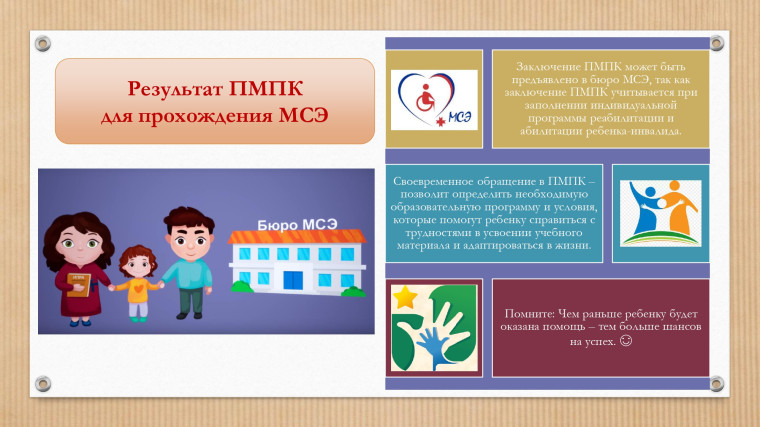 Результат ПМПК
для прохождения МСЭ
Бюро МСЭ
МСЭ
Заключение ПМПК может быть
предъявлено в бюро МСЭ, так как
заключение ПМПК учитывается при
заполнении индивидуальной
программы реабилитации и
абилитации ребенка-инвалида.
Своевременное обращение в ПМПК –
позволит определить необходимую
образовательную программу и условия,
которые помогут ребенку справиться с
трудностями в усвоении учебного
материала и адаптироваться в жизни.
Помните: Чем раньше ребенку будет
оказана помощь – тем больше шансов
на успех. ☺